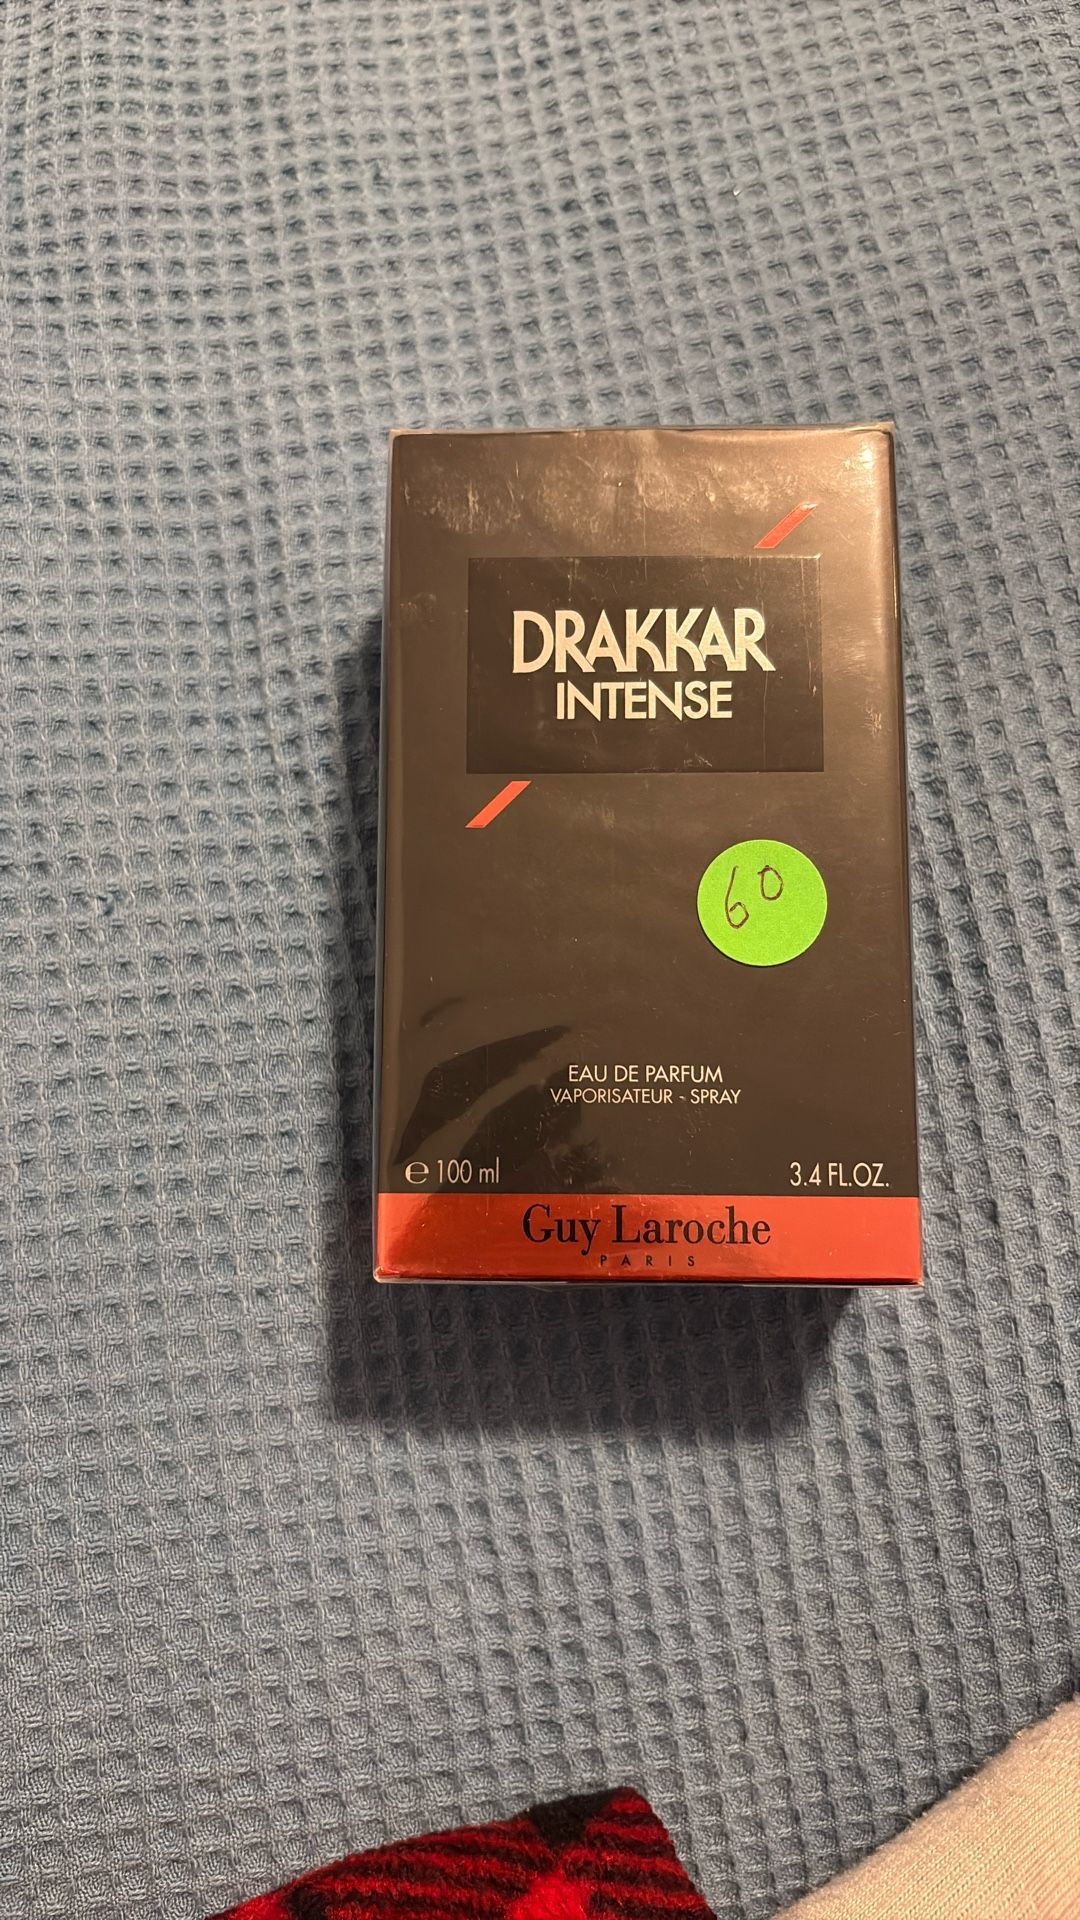 DRAKKAR
INTENSE
60
EAU DE PARFUM
VAPORISATEUR - SPRAY
℮ 100 ml
3.4 FL.OZ.
Guy Laroche
PARIS